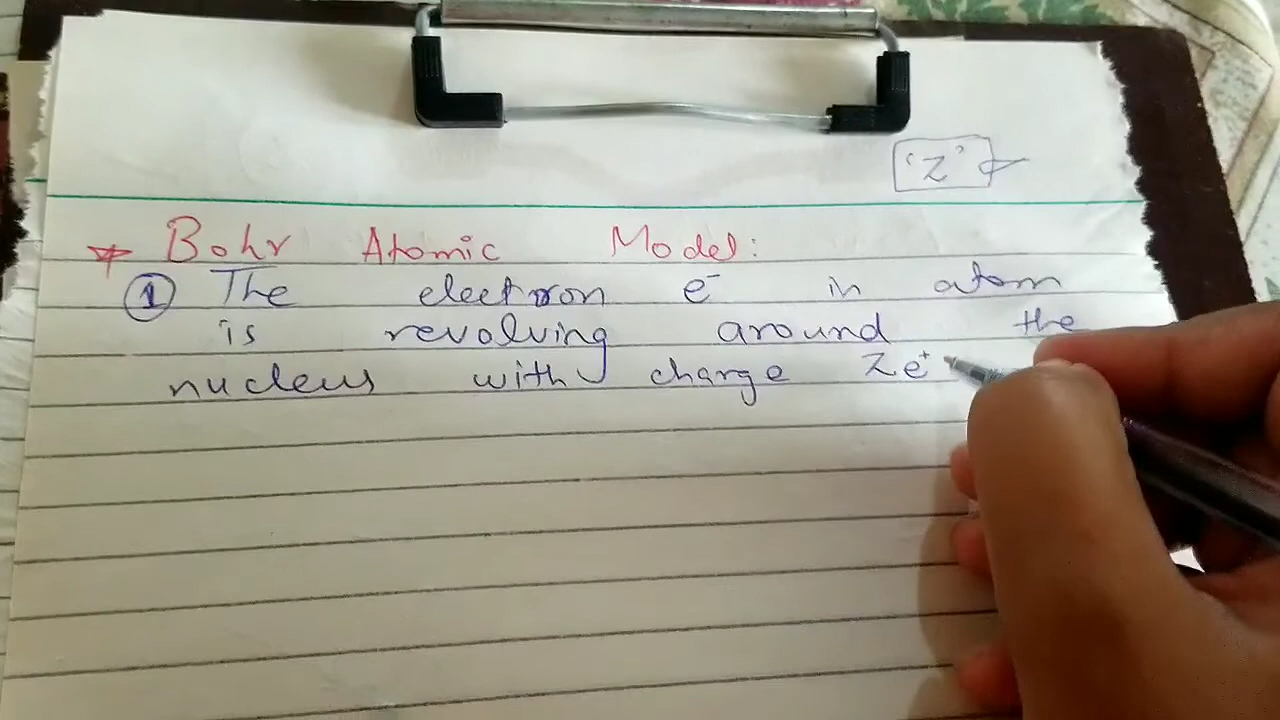 'Z'
* Bohr Atomic Model:
① The electron e⁻ in atom
is revolving around the
nucleus with charge Ze⁺